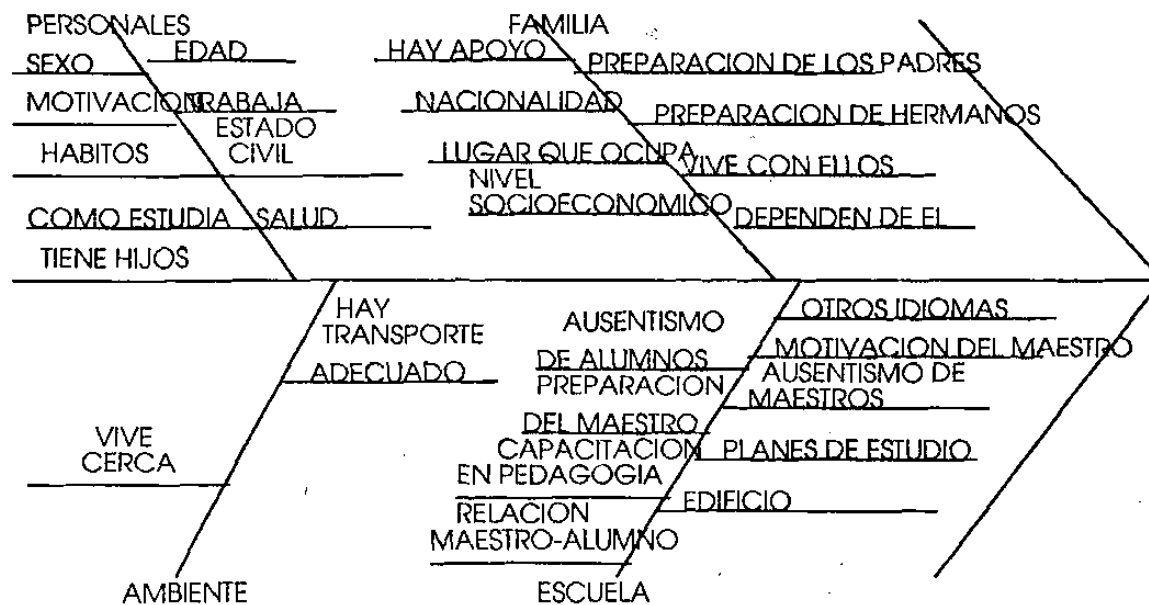 PERSONALES
FAMILIA
SEXO
EDAD
HAY APOYO
PREPARACION DE LOS PADRES
MOTIVACION
TRABAJA
NACIONALIDAD
PREPARACION DE HERMANOS
HABITOS
ESTADO
CIVIL
LUGAR QUE OCUPA
VIVE CON ELLOS
COMO ESTUDIA
SALUD
NIVEL
SOCIOECONOMICO
DEPENDEN DE EL
TIENE HIJOS
HAY
TRANSPORTE
ADECUADO
AUSENTISMO
DE ALUMNOS
OTROS IDIOMAS
MOTIVACION DEL MAESTRO
PREPARACION
DEL MAESTRO
AUSENTISMO DE
MAESTROS
VIVE
CERCA
CAPACITACION
EN PEDAGOGIA
PLANES DE ESTUDIO
RELACION
MAESTRO-ALUMNO
EDIFICIO
AMBIENTE
ESCUELA